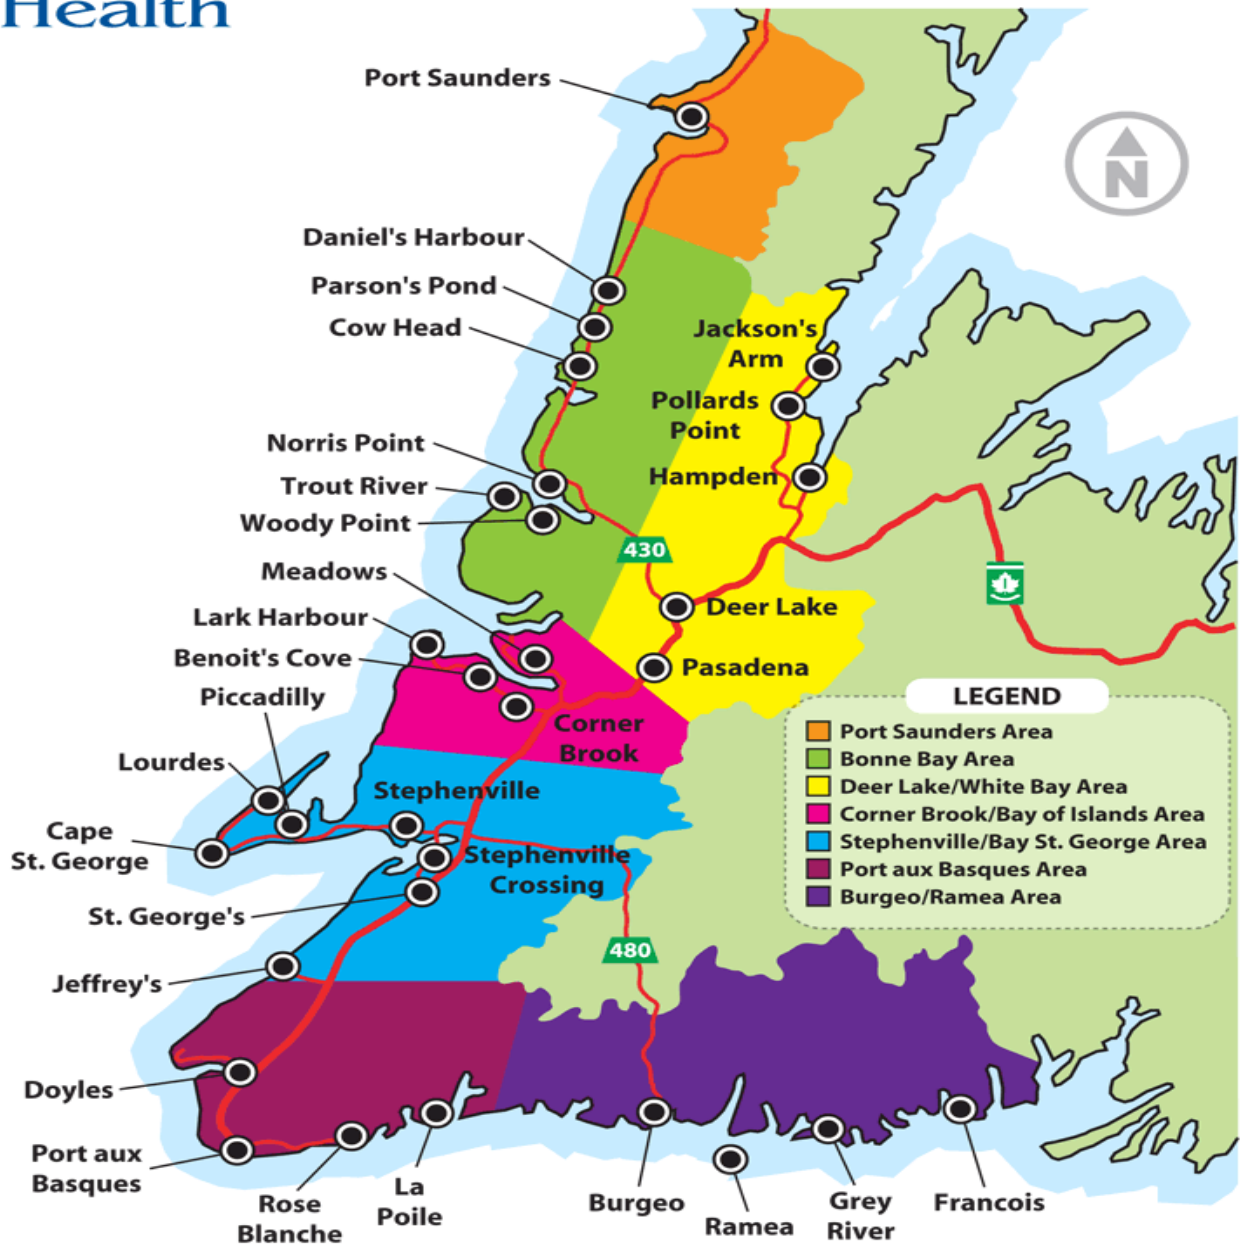 Health
Port Saunders
N
Daniel's Harbour
Parson's Pond
Cow Head
Jackson's
Arm
Pollards
Point
Norris Point
Hampden
Trout River
Woody Point
430
Meadows
1
Deer Lake
Lark Harbour
Benoit's Cove
Pasadena
Piccadilly
Corner
Brook
Lourdes
Stephenville
Cape
St. George
Stephenville
Crossing
St. George's
480
Jeffrey's
LEGEND
Port Saunders Area
Bonne Bay Area
Deer Lake/White Bay Area
Corner Brook/Bay of Islands Area
Stephenville/Bay St. George Area
Port aux Basques Area
Burgeo/Ramea Area
Doyles
Port aux
Basques
Rose
Blanche
La
Poile
Burgeo
Ramea
Grey
River
Francois